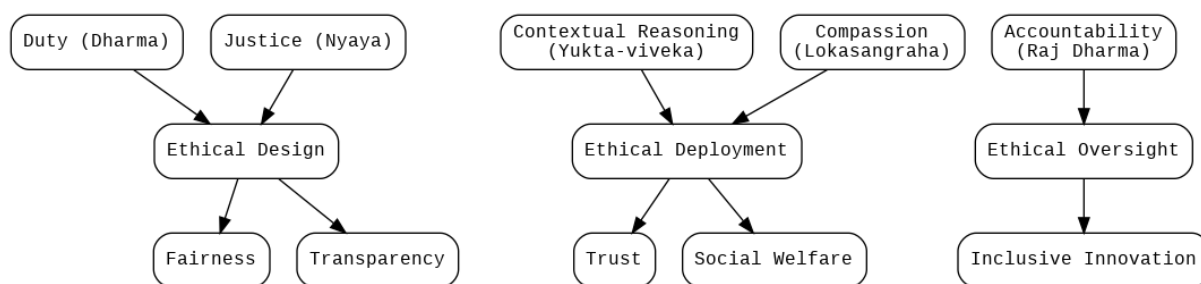 Duty (Dharma)
Justice (Nyaya)
Contextual Reasoning
(Yukta-viveka)
Compassion
(Lokasangraha)
Accountability
(Raj Dharma)
Ethical Design
Ethical Deployment
Ethical Oversight
Fairness
Transparency
Trust
Social Welfare
Inclusive Innovation